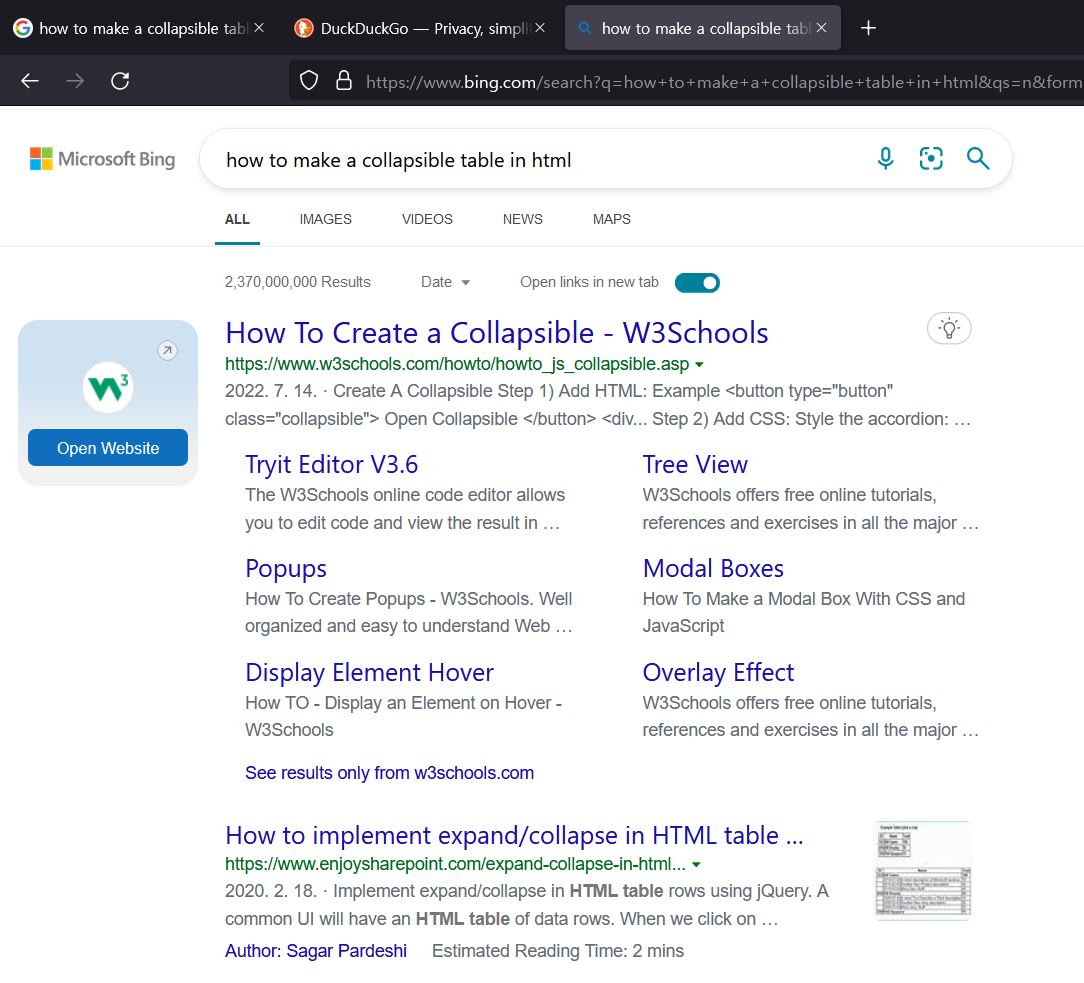 how to make a collapsible tabl
DuckDuckGo — Privacy, simplif
how to make a collapsible tabl
https://www.bing.com/search?q=how+to+make+a+collapsible+table+in+html&qs=n&form
Microsoft Bing
how to make a collapsible table in html
ALL IMAGES VIDEOS NEWS MAPS
2,370,000,000 Results Date Open links in new tab
How To Create a Collapsible - W3Schools
https://www.w3schools.com/howto/howto_js_collapsible.asp
2022. 7. 14. · Create A Collapsible Step 1) Add HTML: Example <button type="button"
class="collapsible"> Open Collapsible </button> <div... Step 2) Add CSS: Style the accordion: …
W3
Open Website
Tryit Editor V3.6
The W3Schools online code editor allows
you to edit code and view the result in …
Tree View
W3Schools offers free online tutorials,
references and exercises in all the major …
Popups
How To Create Popups - W3Schools. Well
organized and easy to understand Web …
Modal Boxes
How To Make a Modal Box With CSS and
JavaScript
Display Element Hover
How TO - Display an Element on Hover -
W3Schools
Overlay Effect
W3Schools offers free online tutorials,
references and exercises in all the major …
See results only from w3schools.com
How to implement expand/collapse in HTML table …
https://www.enjoysharepoint.com/expand-collapse-in-html...
2020. 2. 18. · Implement expand/collapse in HTML table rows using jQuery. A
common UI will have an HTML table of data rows. When we click on …
Author: Sagar Pardeshi Estimated Reading Time: 2 mins